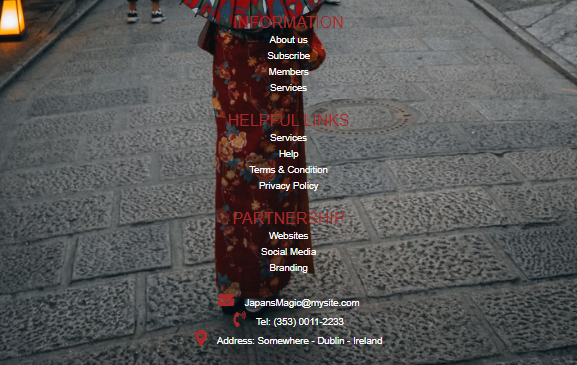 INFORMATION
About us
Subscribe
Members
Services
HELPFUL LINKS
Services
Help
Terms & Condition
Privacy Policy
PARTNERSHIP
Websites
Social Media
Branding
JapansMagic@mysite.com
Tel: (353) 0011-2233
Address: Somewhere - Dublin - Ireland